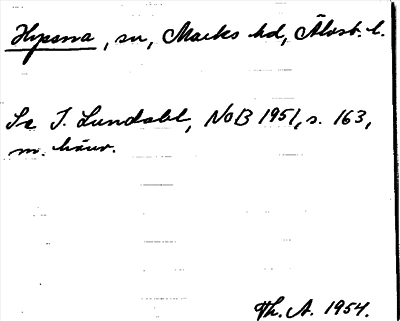 Hyssna, sn, Marks hd, Älvsb. l.
Se I. Lundahl, NoB 1951, s. 163,
m. hänv.
Th. A. 1954.